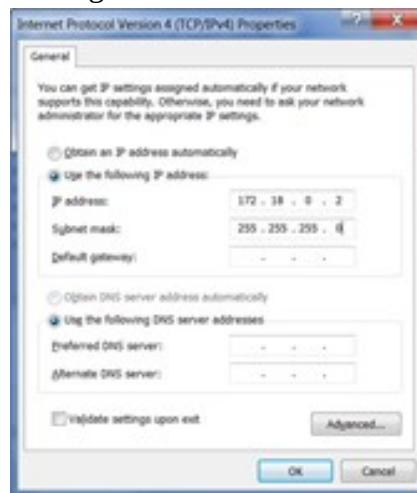 Internet Protocol Version 4 (TCP/IPv4) Properties
General
You can get IP settings assigned automatically if your network
supports this capability. Otherwise, you need to ask your network
administrator for the appropriate IP settings.
Obtain an IP address automatically
Use the following IP address:
IP address: 172 . 18 . 0 . 2
Subnet mask: 255 . 255 . 255 . 0
Default gateway: . . .
Obtain DNS server address automatically
Use the following DNS server addresses
Preferred DNS server: . . .
Alternate DNS server: . . .
Validate settings upon exit
Advanced...
OK Cancel